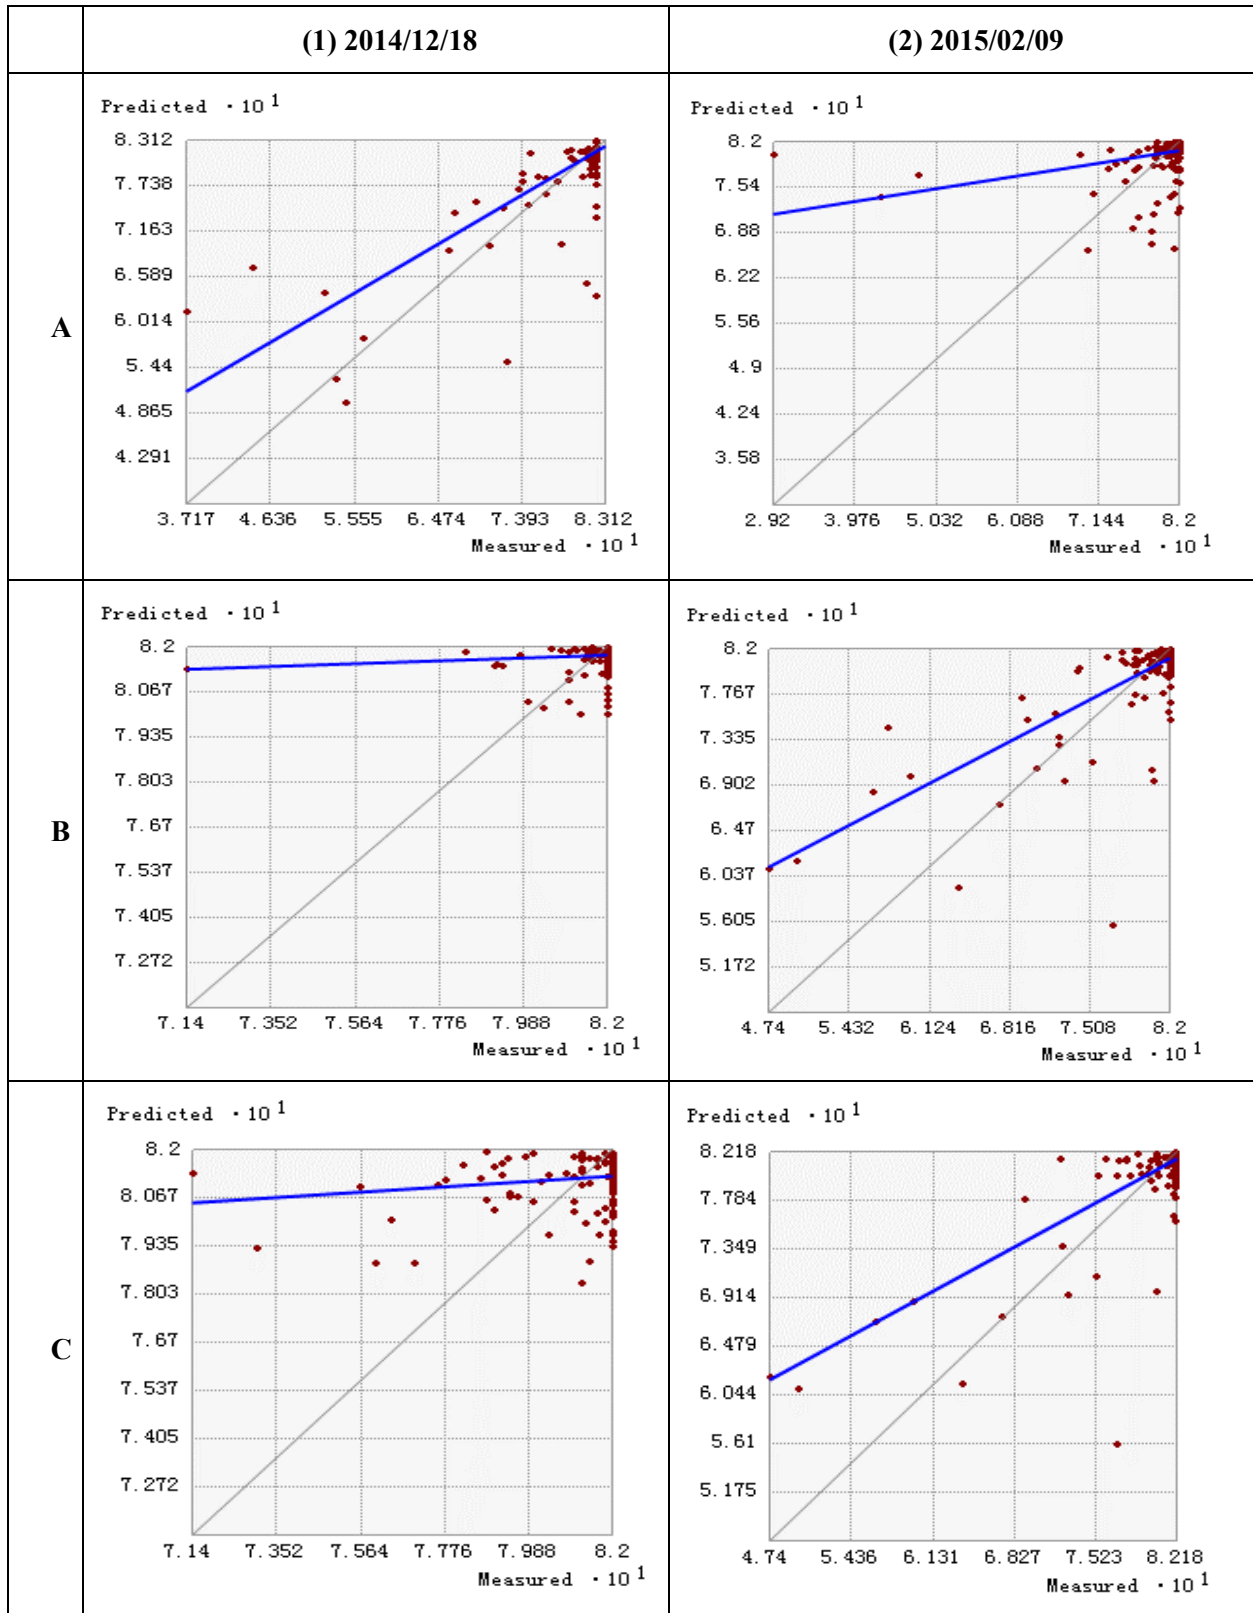 (1) 2014/12/18
(2) 2015/02/09
A
Predicted · 10 1
8.312
7.738
7.163
6.589
6.014
5.44
4.865
4.291
3.717 4.636 5.555 6.474 7.393 8.312
Measured · 10 1
Predicted · 10 1
8.2
7.54
6.88
6.22
5.56
4.9
4.24
3.58
2.92 3.976 5.032 6.088 7.144 8.2
Measured · 10 1
B
Predicted · 10 1
8.2
8.067
7.935
7.803
7.67
7.537
7.405
7.272
7.14 7.352 7.564 7.776 7.988 8.2
Measured · 10 1
Predicted · 10 1
8.2
7.767
7.335
6.902
6.47
6.037
5.605
5.172
4.74 5.432 6.124 6.816 7.508 8.2
Measured · 10 1
C
Predicted · 10 1
8.2
8.067
7.935
7.803
7.67
7.537
7.405
7.272
7.14 7.352 7.564 7.776 7.988 8.2
Measured · 10 1
Predicted · 10 1
8.218
7.784
7.349
6.914
6.479
6.044
5.61
5.175
4.74 5.436 6.131 6.827 7.523 8.218
Measured · 10 1